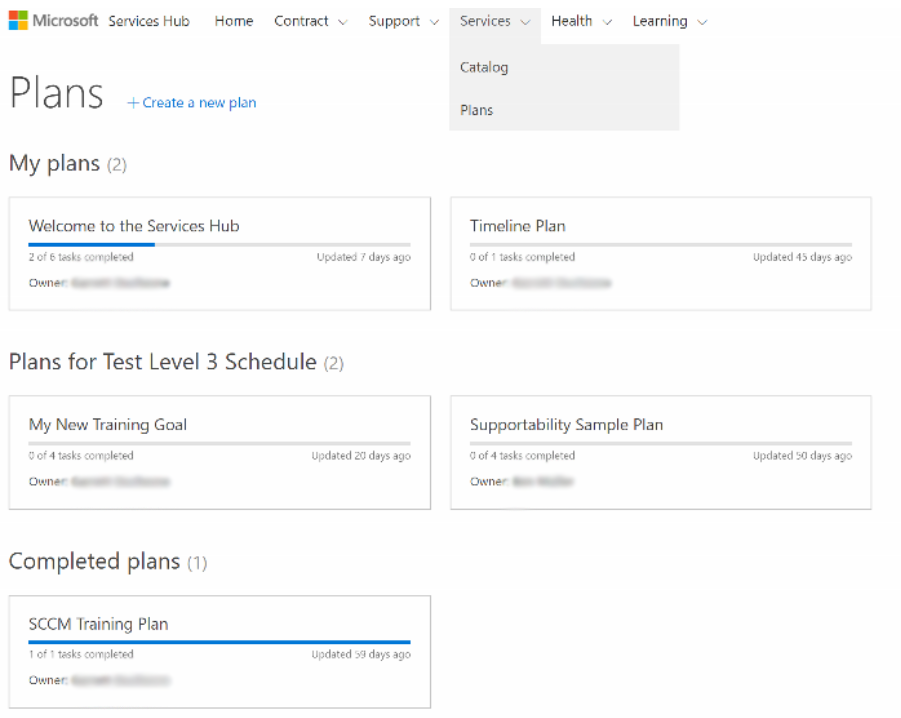 Microsoft Services Hub Home Contract Support Services Health Learning
Catalog
Plans
Plans + Create a new plan
My plans (2)
Welcome to the Services Hub
2 of 6 tasks completed Updated 7 days ago
Owner:
Timeline Plan
0 of 1 tasks completed Updated 45 days ago
Owner:
Plans for Test Level 3 Schedule (2)
My New Training Goal
0 of 4 tasks completed Updated 20 days ago
Owner:
Supportability Sample Plan
0 of 4 tasks completed Updated 50 days ago
Owner:
Completed plans (1)
SCCM Training Plan
1 of 1 tasks completed Updated 59 days ago
Owner: